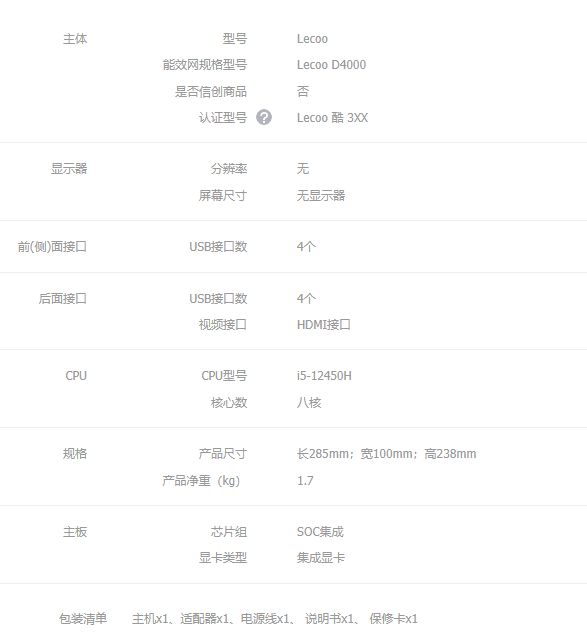 主体 型号 Lecoo
能效网规格型号 Lecoo D4000
是否信创商品 否
认证型号 ? Lecoo 酷 3XX
显示器 分辨率 无
屏幕尺寸 无显示器
前(侧)面接口 USB接口数 4个
后面接口 USB接口数 4个
视频接口 HDMI接口
CPU CPU型号 i5-12450H
核心数 八核
规格 产品尺寸 长285mm；宽100mm；高238mm
产品净重（kg） 1.7
主板 芯片组 SOC集成
显卡类型 集成显卡
包装清单 主机x1、适配器x1、电源线x1、 说明书x1、 保修卡x1